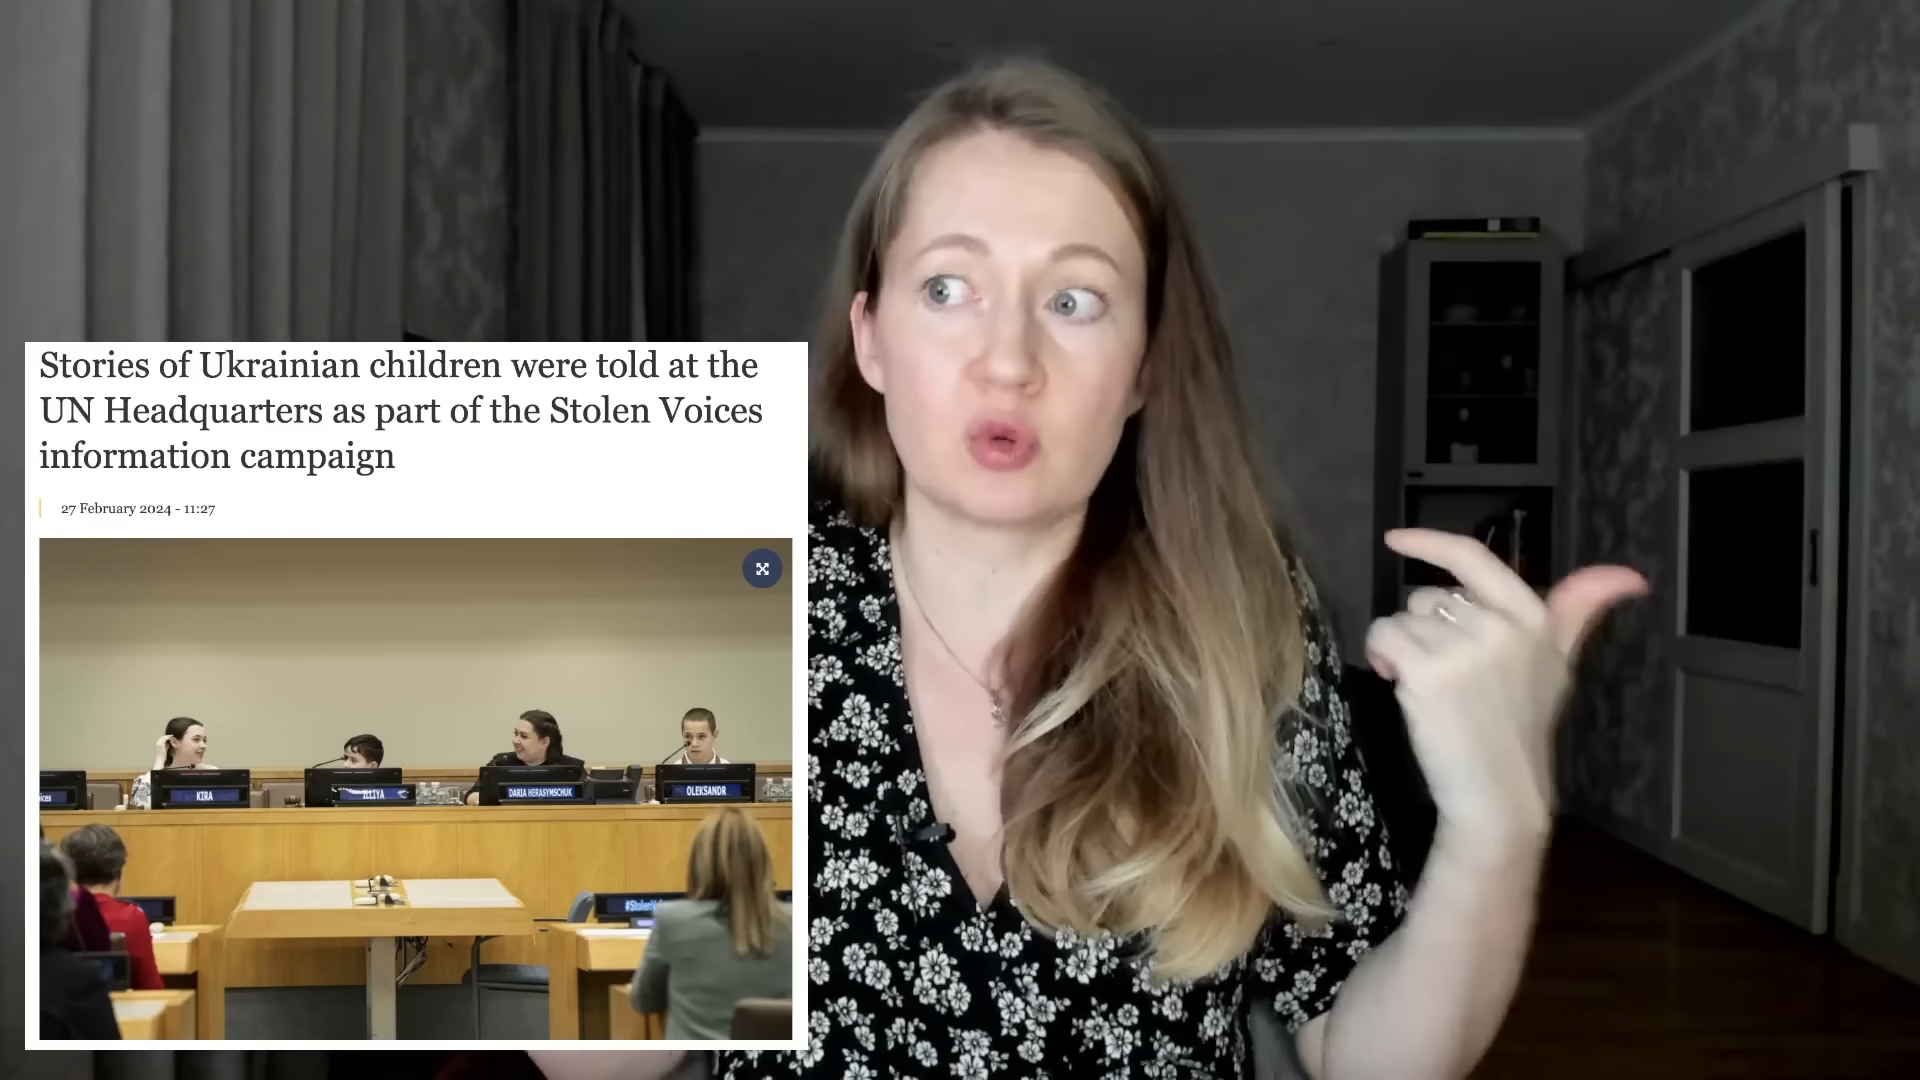 Stories of Ukrainian children were told at the
UN Headquarters as part of the Stolen Voices
information campaign
27 February 2024 - 11:27
KIRA
ILLIYA
DARIA HERASYMSCHUK
OLEKSANDR